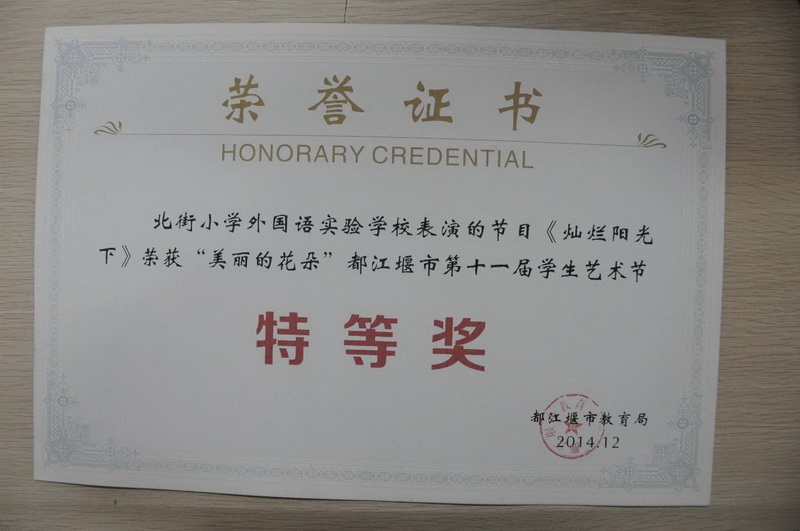 荣誉证书
HONORARY CREDENTIAL
北街小学外国语实验学校表演的节目《灿烂阳光
下》荣获“美丽的花朵”都江堰市第十一届学生艺术节
特等奖
都江堰市教育局
2014.12